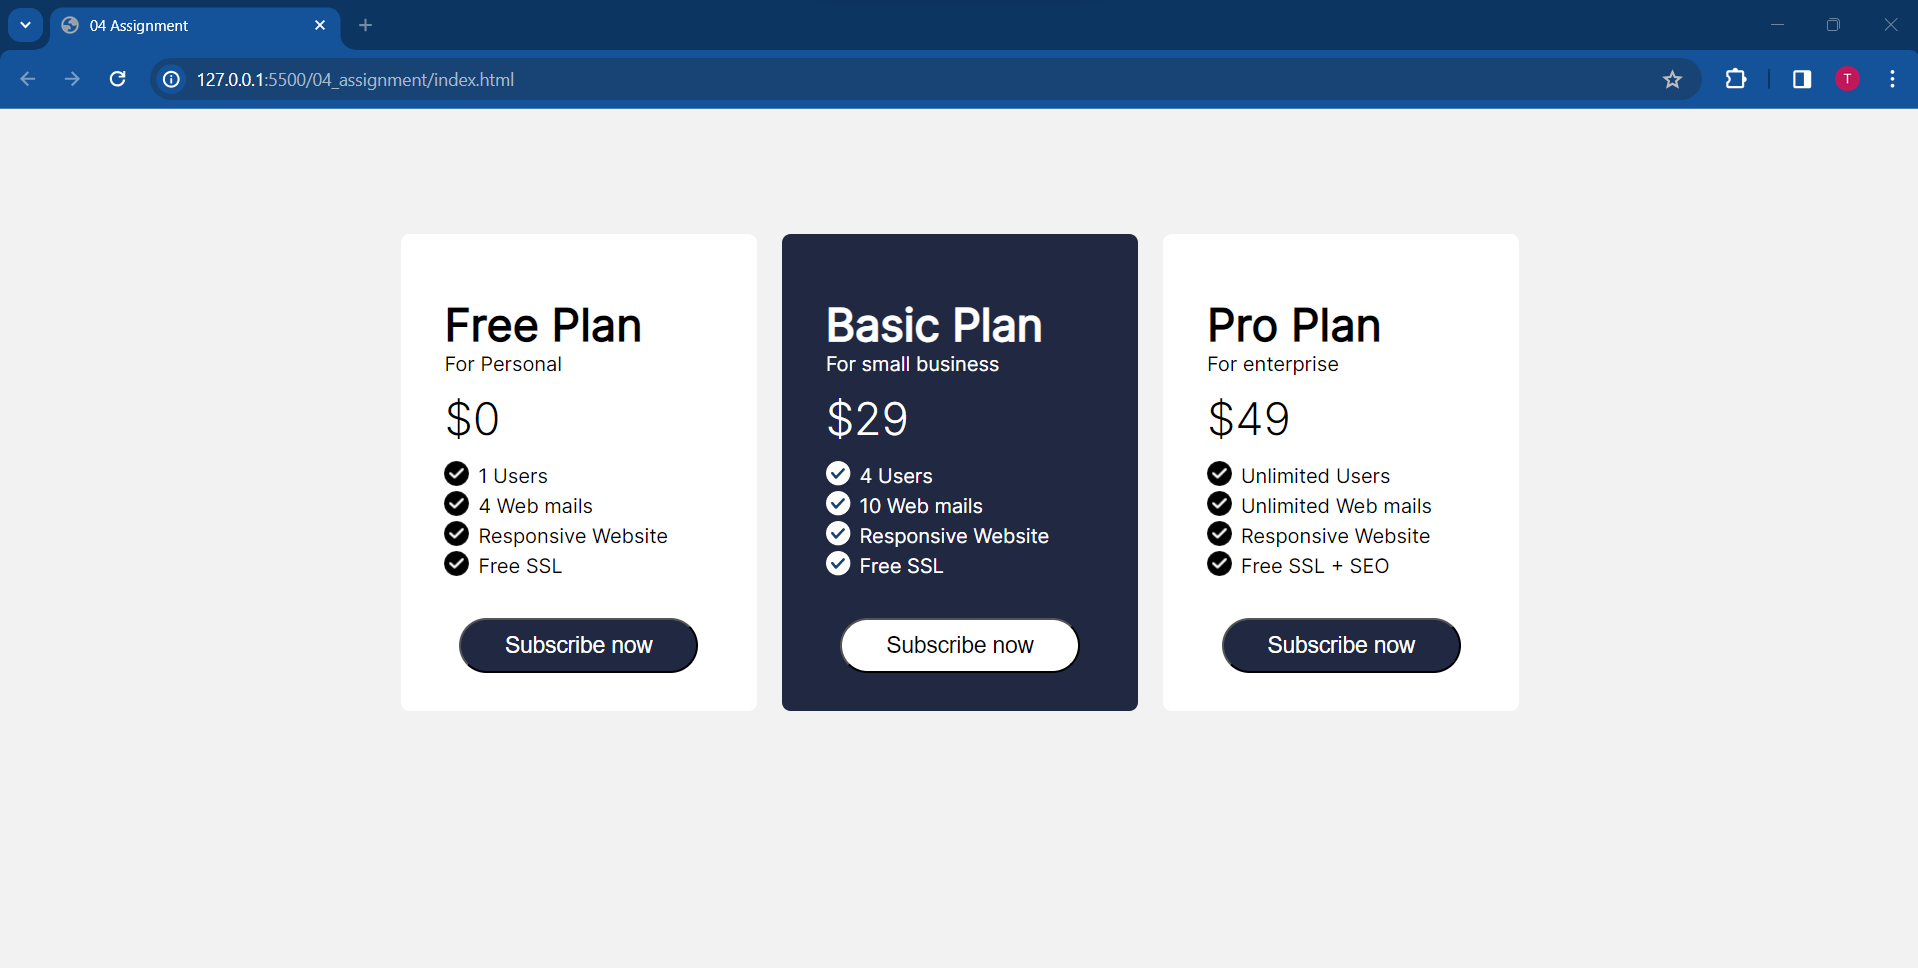 04 Assignment
127.0.0.1:5500/04_assignment/index.html
T
Free Plan
For Personal
$0
1 Users
4 Web mails
Responsive Website
Free SSL
Subscribe now
Basic Plan
For small business
$29
4 Users
10 Web mails
Responsive Website
Free SSL
Subscribe now
Pro Plan
For enterprise
$49
Unlimited Users
Unlimited Web mails
Responsive Website
Free SSL + SEO
Subscribe now